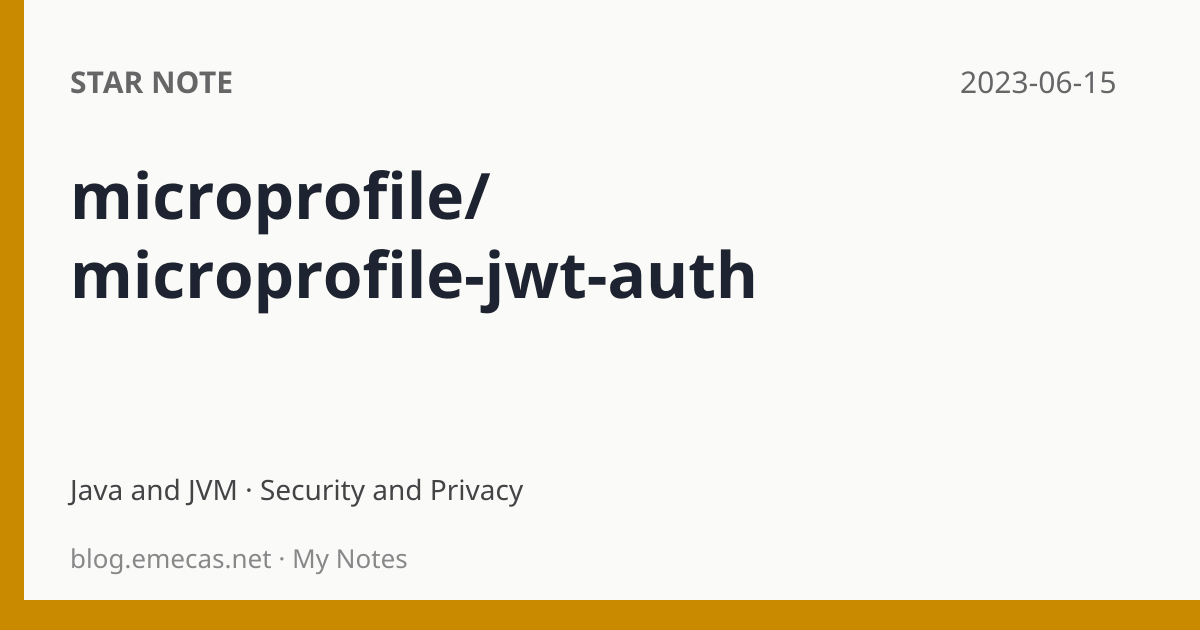 STAR NOTE
2023-06-15
microprofile/
microprofile-jwt-auth
Java and JVM · Security and Privacy
blog.emecas.net · My Notes